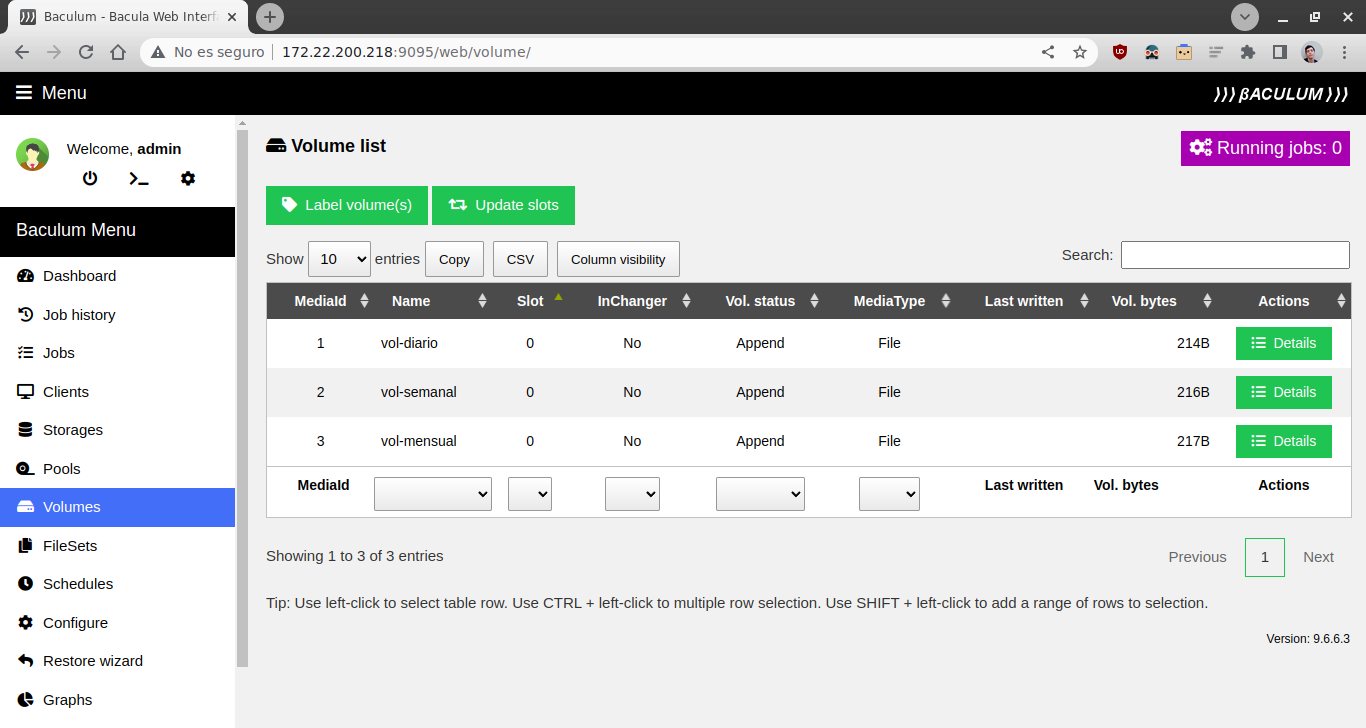 Baculum - Bacula Web Interf
No es seguro 172.22.200.218:9095/web/volume/
Menu
βACULUM
Welcome, admin
Baculum Menu
Dashboard
Job history
Jobs
Clients
Storages
Pools
Volumes
FileSets
Schedules
Configure
Restore wizard
Graphs
Volume list
Running jobs: 0
Label volume(s) Update slots
Show 10 entries Copy CSV Column visibility Search:
MediaId Name Slot InChanger Vol. status MediaType Last written Vol. bytes Actions
1 vol-diario 0 No Append File 214B Details
2 vol-semanal 0 No Append File 216B Details
3 vol-mensual 0 No Append File 217B Details
MediaId Last written Vol. bytes Actions
Showing 1 to 3 of 3 entries Previous 1 Next
Tip: Use left-click to select table row. Use CTRL + left-click to multiple row selection. Use SHIFT + left-click to add a range of rows to selection.
Version: 9.6.6.3